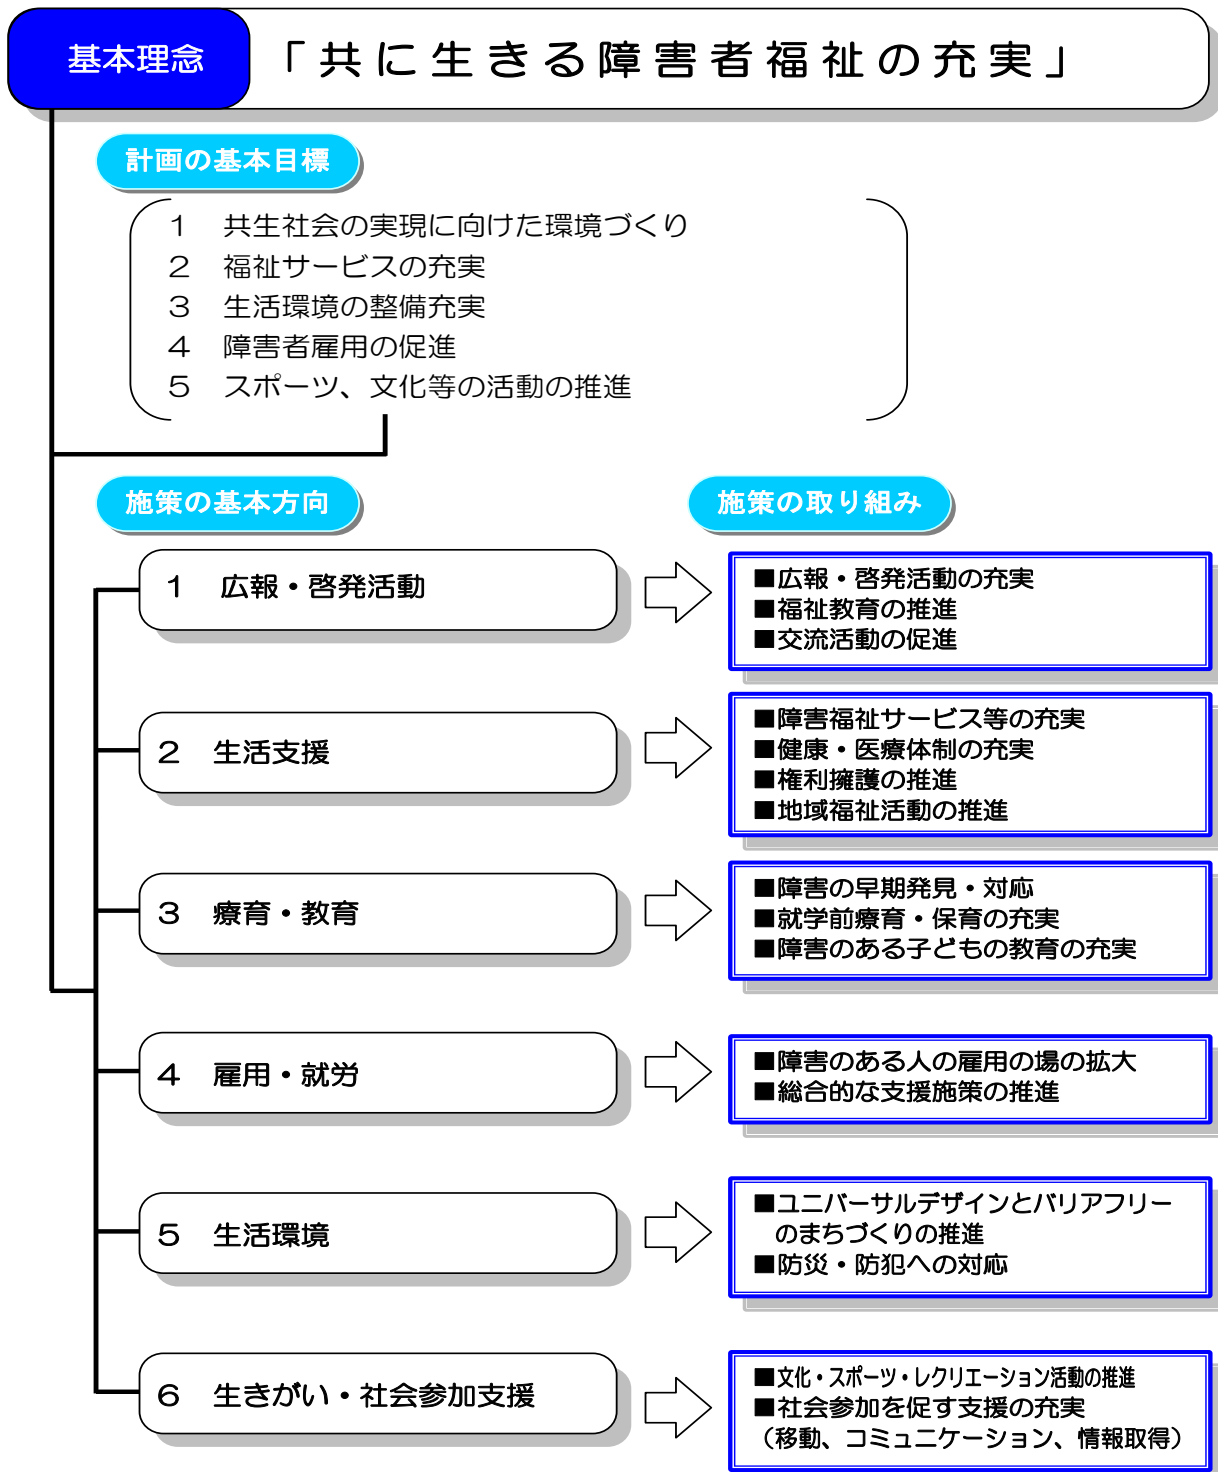 基本理念 「共に生きる障害者福祉の充実」
計画の基本目標
１ 共生社会の実現に向けた環境づくり
２ 福祉サービスの充実
３ 生活環境の整備充実
４ 障害者雇用の促進
５ スポーツ、文化等の活動の推進
施策の基本方向 施策の取り組み
１ 広報・啓発活動
■広報・啓発活動の充実
■福祉教育の推進
■交流活動の促進
２ 生活支援
■障害福祉サービス等の充実
■健康・医療体制の充実
■権利擁護の推進
■地域福祉活動の推進
３ 療育・教育
■障害の早期発見・対応
■就学前療育・保育の充実
■障害のある子どもの教育の充実
４ 雇用・就労
■障害のある人の雇用の場の拡大
■総合的な支援施策の推進
５ 生活環境
■ユニバーサルデザインとバリアフリー
のまちづくりの推進
■防災・防犯への対応
６ 生きがい・社会参加支援
■文化・スポーツ・レクリエーション活動の推進
■社会参加を促す支援の充実
（移動、コミュニケーション、情報取得）